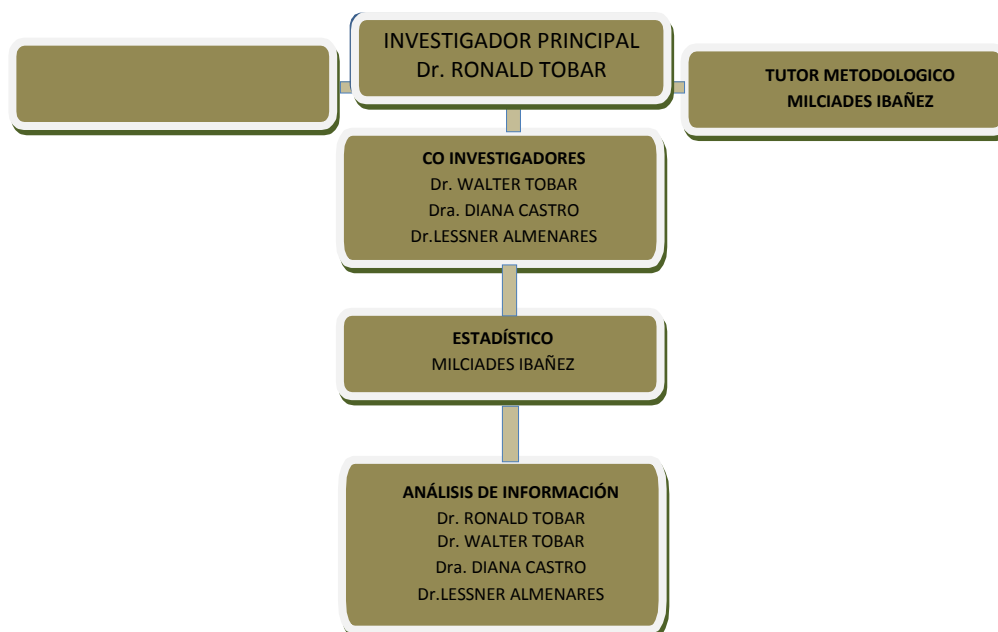 INVESTIGADOR PRINCIPAL
Dr. RONALD TOBAR
TUTOR METODOLOGICO
MILCIADES IBAÑEZ
CO INVESTIGADORES
Dr. WALTER TOBAR
Dra. DIANA CASTRO
Dr.LESSNER ALMENARES
ESTADÍSTICO
MILCIADES IBAÑEZ
ANÁLISIS DE INFORMACIÓN
Dr. RONALD TOBAR
Dr. WALTER TOBAR
Dra. DIANA CASTRO
Dr.LESSNER ALMENARES